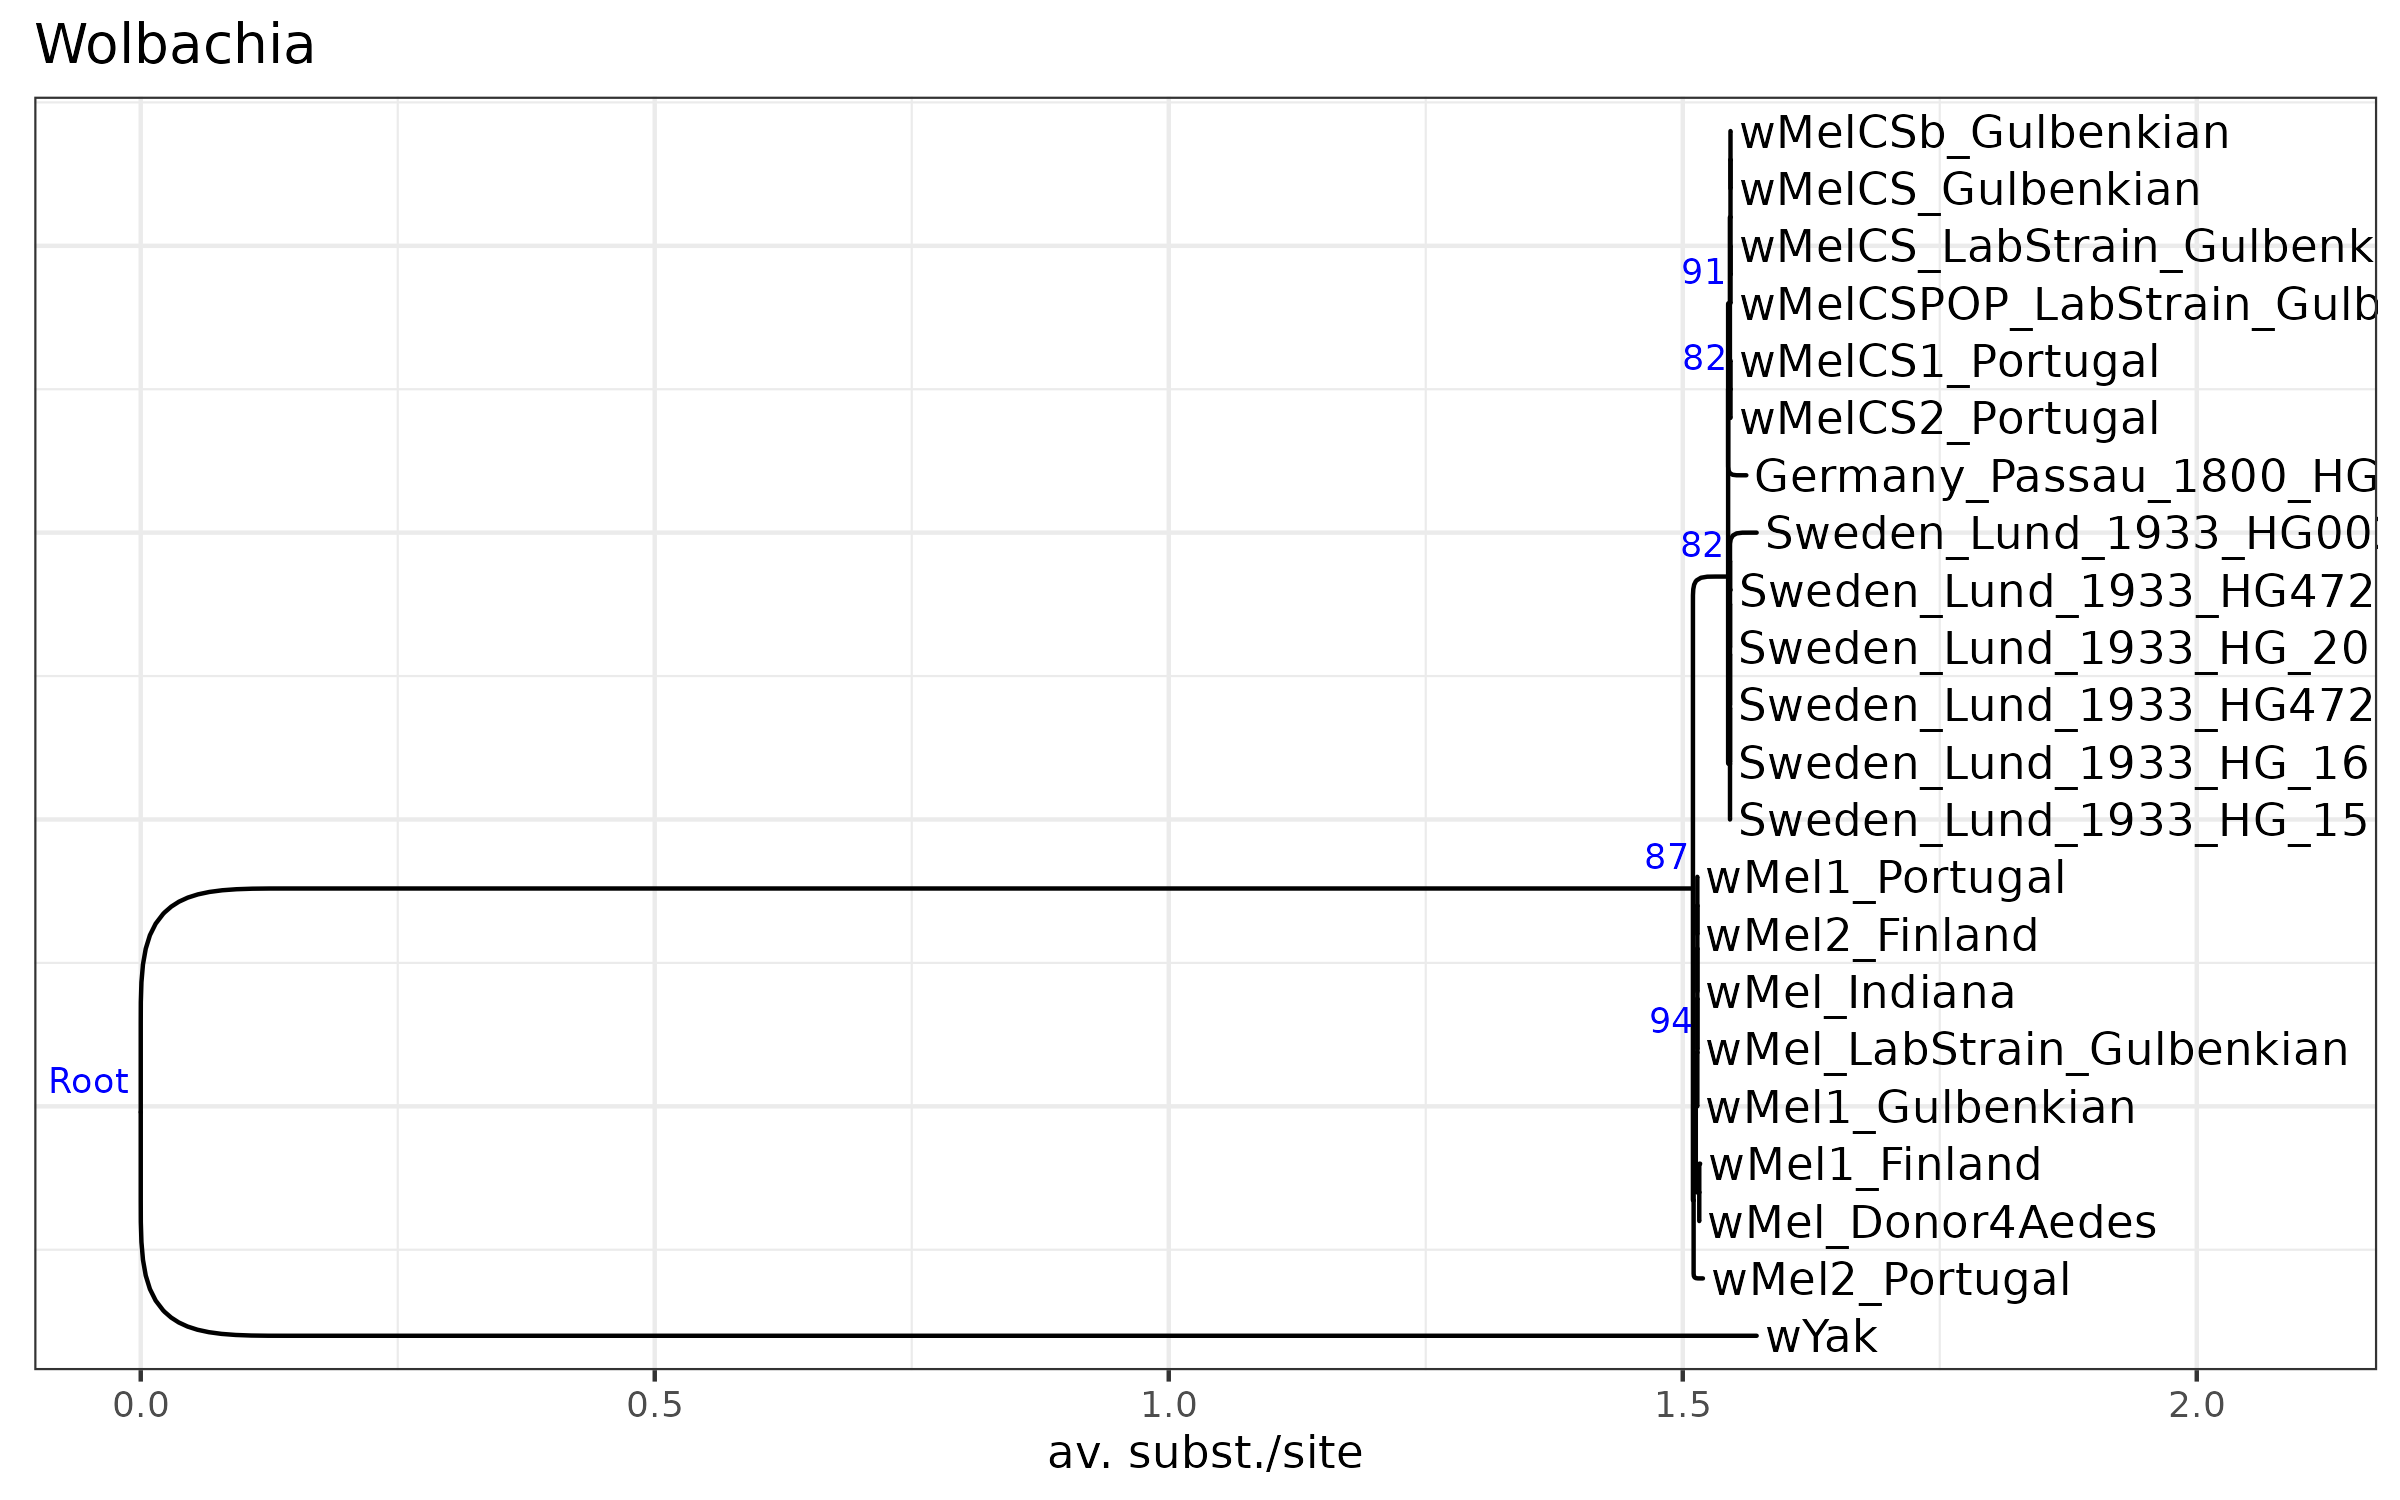 Wolbachia
wMelCSb_Gulbenkian
wMelCS_Gulbenkian
wMelCS_LabStrain_Gulbenk
91
wMelCSPOP_LabStrain_Gulb
82
wMelCS1_Portugal
wMelCS2_Portugal
Germany_Passau_1800_HG
Sweden_Lund_1933_HG00
82
Sweden_Lund_1933_HG472
Sweden_Lund_1933_HG_20
Sweden_Lund_1933_HG472
Sweden_Lund_1933_HG_16
Sweden_Lund_1933_HG_15
87
wMel1_Portugal
wMel2_Finland
wMel_Indiana
94
wMel_LabStrain_Gulbenkian
Root
wMel1_Gulbenkian
wMel1_Finland
wMel_Donor4Aedes
wMel2_Portugal
wYak
0.0 0.5 1.0 1.5 2.0
av. subst./site